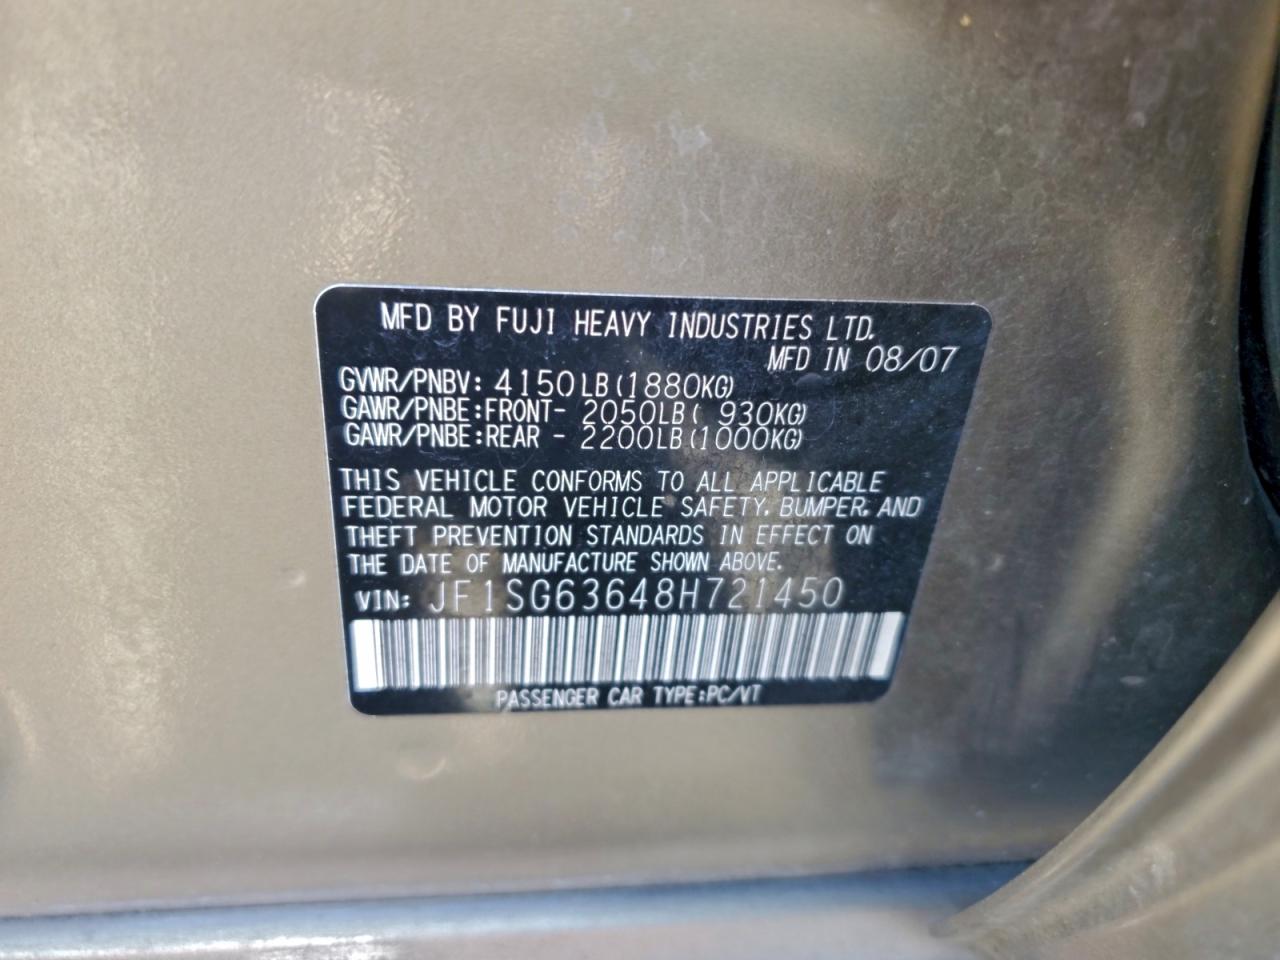 MFD BY FUJI HEAVY INDUSTRIES LTD.
MFD IN 08/07
GVWR/PNBV: 4150LB(1880KG)
GAWR/PNBE:FRONT- 2050LB( 930KG)
GAWR/PNBE:REAR - 2200LB(1000KG)
THIS VEHICLE CONFORMS TO ALL APPLICABLE
FEDERAL MOTOR VEHICLE SAFETY, BUMPER, AND
THEFT PREVENTION STANDARDS IN EFFECT ON
THE DATE OF MANUFACTURE SHOWN ABOVE.
VIN: JF1SG63648H721450
PASSENGER CAR TYPE:PC/VT